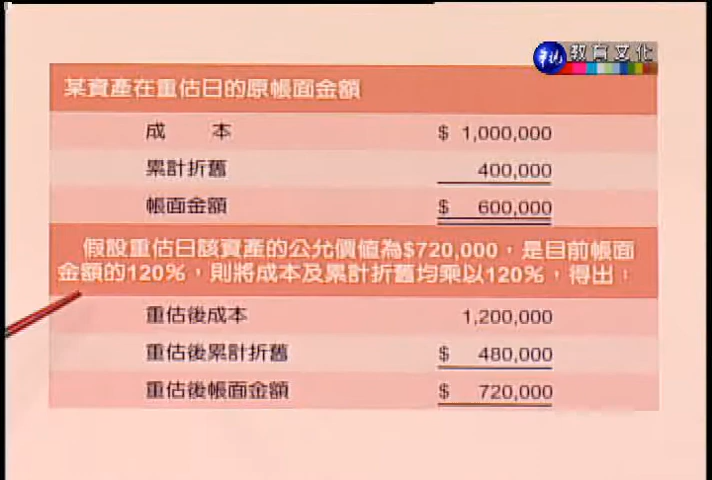 華視 教育文化
某資產在重估日的原帳面金額
成 本 $ 1,000,000
累計折舊 400,000
帳面金額 $ 600,000
假設重估日該資產的公允價值為$720,000，是目前帳面
金額的120%，則將成本及累計折舊均乘以120%，得出：
重估後成本 1,200,000
重估後累計折舊 $ 480,000
重估後帳面金額 $ 720,000